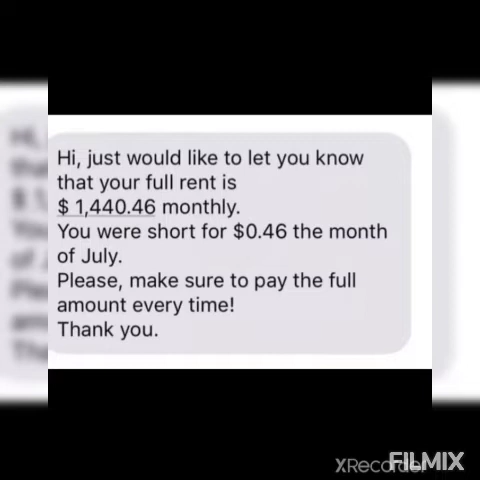 Hi, just would like to let you know
that your full rent is
$ 1,440.46 monthly.
You were short for $0.46 the month
of July.
Please, make sure to pay the full
amount every time!
Thank you.
XRecorder
FILMIX